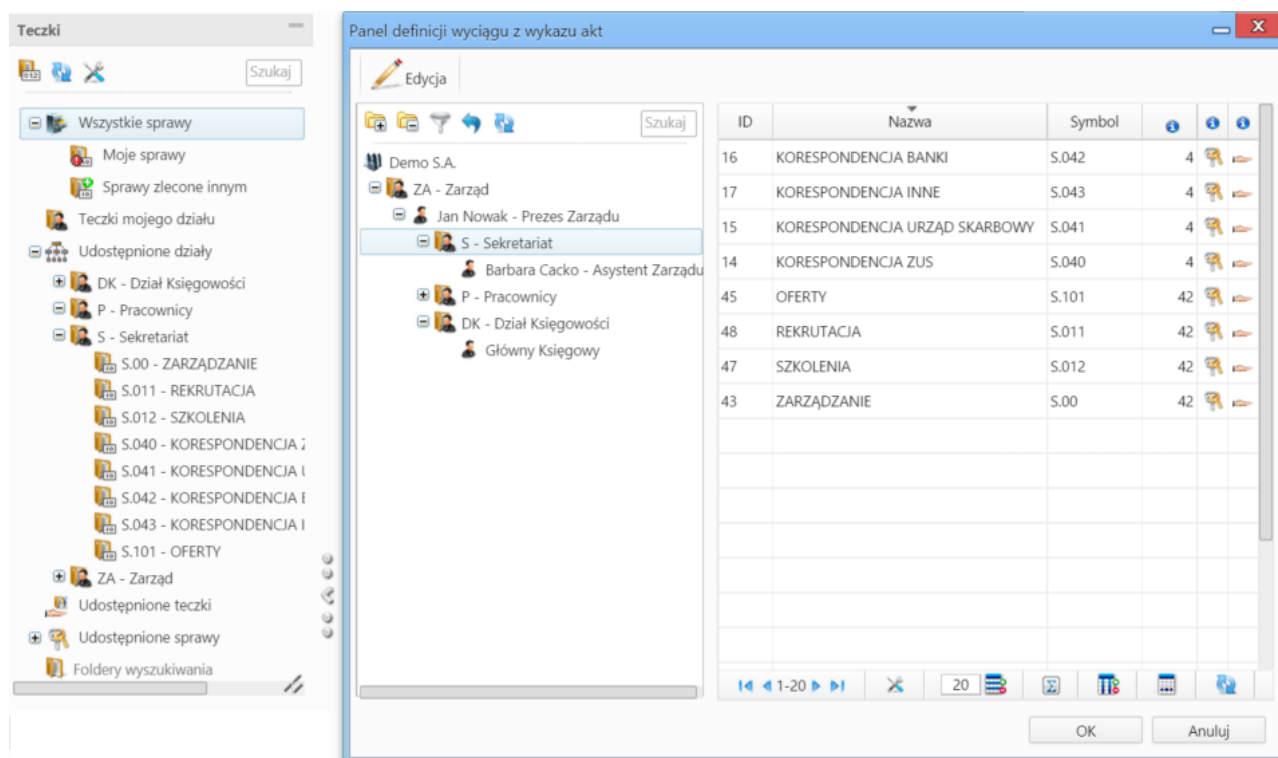 Teczki
Szukaj
Wszystkie sprawy
Moje sprawy
Sprawy zlecone innym
Teczki mojego działu
Udostępnione działy
DK - Dział Księgowości
P - Pracownicy
S - Sekretariat
S.00 - ZARZĄDZANIE
S.011 - REKRUTACJA
S.012 - SZKOLENIA
S.040 - KORESPONDENCJA
S.041 - KORESPONDENCJA
S.042 - KORESPONDENCJA
S.043 - KORESPONDENCJA
S.101 - OFERTY
ZA - Zarząd
Udostępnione teczki
Udostępnione sprawy
Foldery wyszukiwania
Panel definicji wyciągu z wykazu akt
Edycja
Szukaj
Demo S.A.
ZA - Zarząd
Jan Nowak - Prezes Zarządu
S - Sekretariat
Barbara Cacko - Asystent Zarządu
P - Pracownicy
DK - Dział Księgowości
Główny Księgowy
ID Nazwa Symbol
16 KORESPONDENCJA BANKI S.042 4
17 KORESPONDENCJA INNE S.043 4
15 KORESPONDENCJA URZĄD SKARBOWY S.041 4
14 KORESPONDENCJA ZUS S.040 4
45 OFERTY S.101 42
48 REKRUTACJA S.011 42
47 SZKOLENIA S.012 42
43 ZARZĄDZANIE S.00 42
1-20 20
OK Anuluj